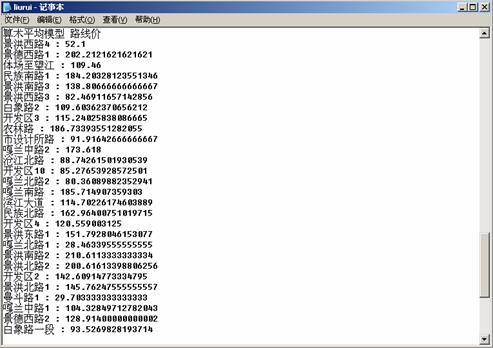 liurui - 记事本
文件(F) 编辑(E) 格式(O) 查看(V) 帮助(H)
算术平均模型 路线价
景洪西路4 : 52.1
景德西路1 : 202.2121621621621
体场至望江 : 109.46
民族南路1 : 184.20328123551346
景洪南路3 : 138.80666666666667
景洪西路3 : 82.46911657142856
白象路2 : 109.60362370656212
开发区3 : 115.24025838086665
农林路 : 186.73393551282055
市设计所路 : 91.91642666666667
嘎兰中路2 : 173.618
沧江北路 : 88.74261501930539
开发区10 : 85.27653928572501
嘎兰北路2 : 80.36089882352941
嘎兰南路 : 185.714907359303
滨江大道 : 114.70226174603889
民族北路 : 162.96400751019715
开发区4 : 120.559003125
景洪东路1 : 151.7928046153077
嘎兰北路1 : 28.46339555555555
景洪南路2 : 210.6113333333334
景洪北路2 : 200.61613398806256
开发区2 : 142.60914773334795
景洪北路1 : 145.76247555555557
曼斗路1 : 29.703333333333333
嘎兰中路1 : 104.32849712782043
景德西路2 : 128.91400000000002
白象路一段 : 93.5269828193714